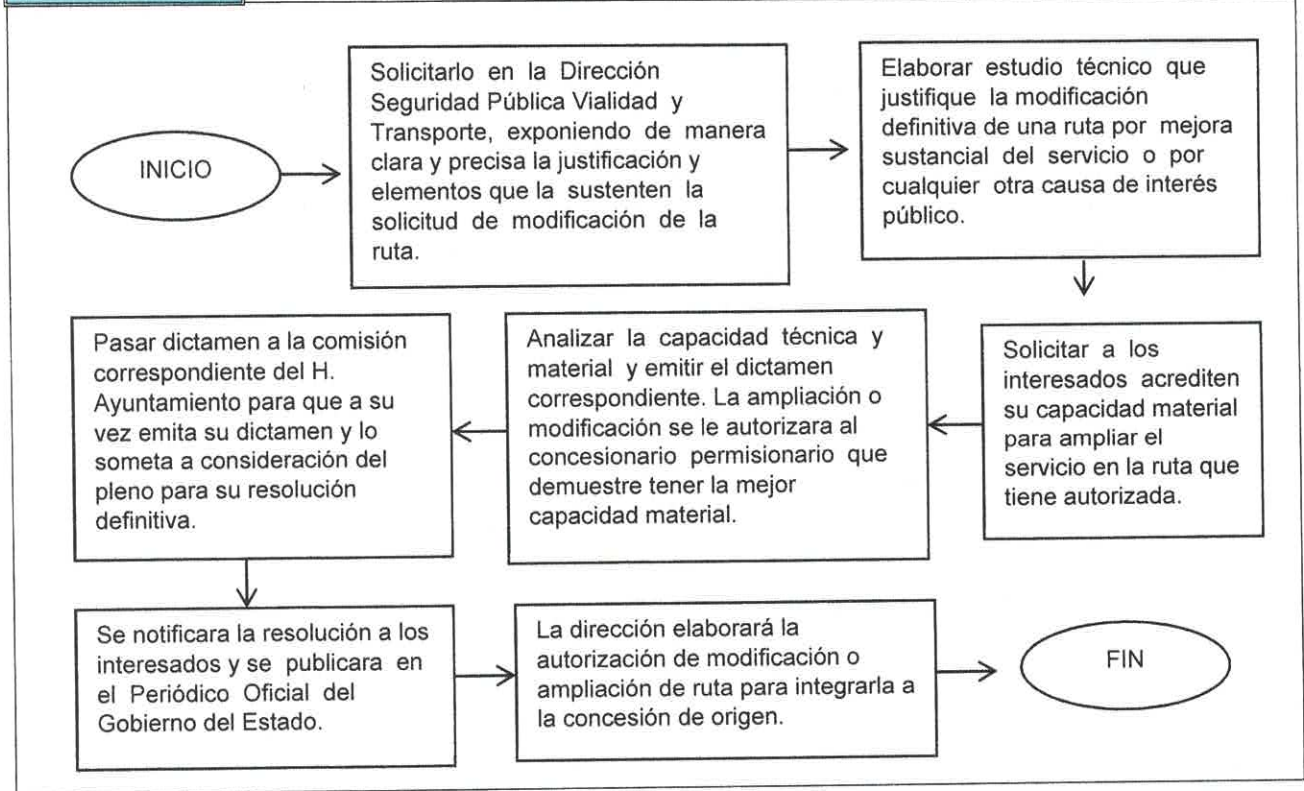 INICIO
Solicitarlo en la Dirección
Seguridad Pública Vialidad y
Transporte, exponiendo de manera
clara y precisa la justificación y
elementos que la sustenten la
solicitud de modificación de la
ruta.
Elaborar estudio técnico que
justifique la modificación
definitiva de una ruta por mejora
sustancial del servicio o por
cualquier otra causa de interés
público.
Solicitar a los
interesados acrediten
su capacidad material
para ampliar el
servicio en la ruta que
tiene autorizada.
Analizar la capacidad técnica y
material y emitir el dictamen
correspondiente. La ampliación o
modificación se le autorizara al
concesionario permisionario que
demuestre tener la mejor
capacidad material.
Pasar dictamen a la comisión
correspondiente del H.
Ayuntamiento para que a su
vez emita su dictamen y lo
someta a consideración del
pleno para su resolución
definitiva.
Se notificara la resolución a los
interesados y se publicara en
el Periódico Oficial del
Gobierno del Estado.
La dirección elaborará la
autorización de modificación o
ampliación de ruta para integrarla a
la concesión de origen.
FIN